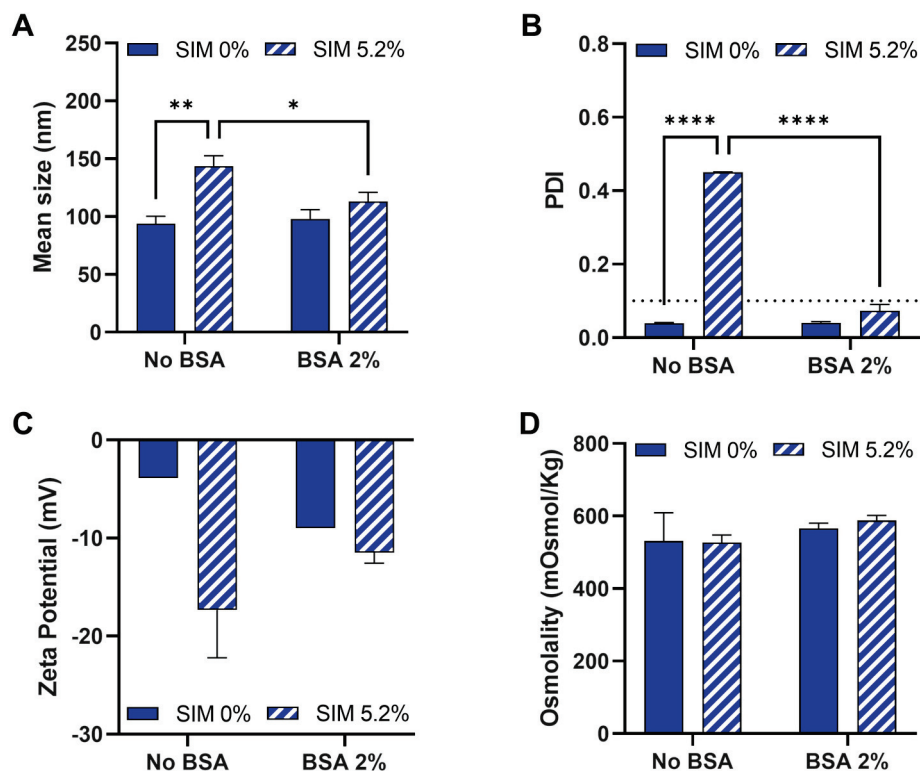 A
SIM 0% SIM 5.2%
250
200
150
100
50
0
Mean size (nm)
**
*
No BSA BSA 2%
B
SIM 0% SIM 5.2%
0.8
0.6
0.4
0.2
0.0
PDI
****
****
No BSA BSA 2%
C
0
-10
-20
-30
Zeta Potential (mV)
SIM 0% SIM 5.2%
No BSA BSA 2%
D
SIM 0% SIM 5.2%
800
600
400
200
0
Osmolality (mOsmol/Kg)
No BSA BSA 2%